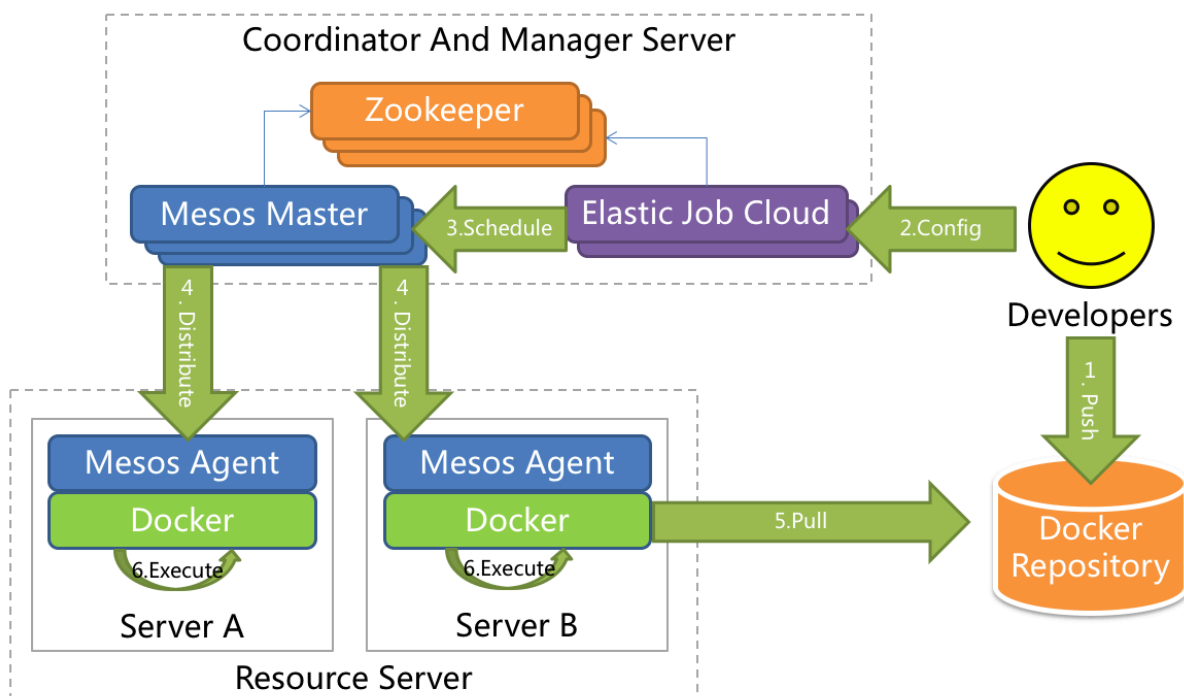 Coordinator And Manager Server
Zookeeper
Mesos Master
3.Schedule
Elastic Job Cloud
2.Config
Developers
4. Distribute
4. Distribute
1. Push
Mesos Agent
Docker
6.Execute
Server A
Mesos Agent
Docker
6.Execute
Server B
5.Pull
Docker
Repository
Resource Server